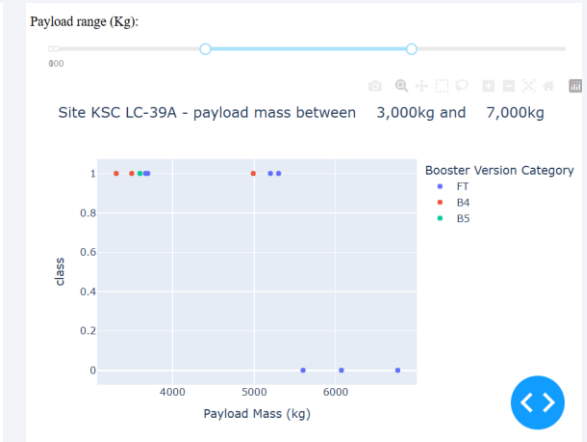 Payload range (Kg):
Site KSC LC-39A - payload mass between 3,000kg and 7,000kg
Booster Version Category
FT
B4
B5
1
0.8
0.6
0.4
0.2
0
class
4000 5000 6000
Payload Mass (kg)